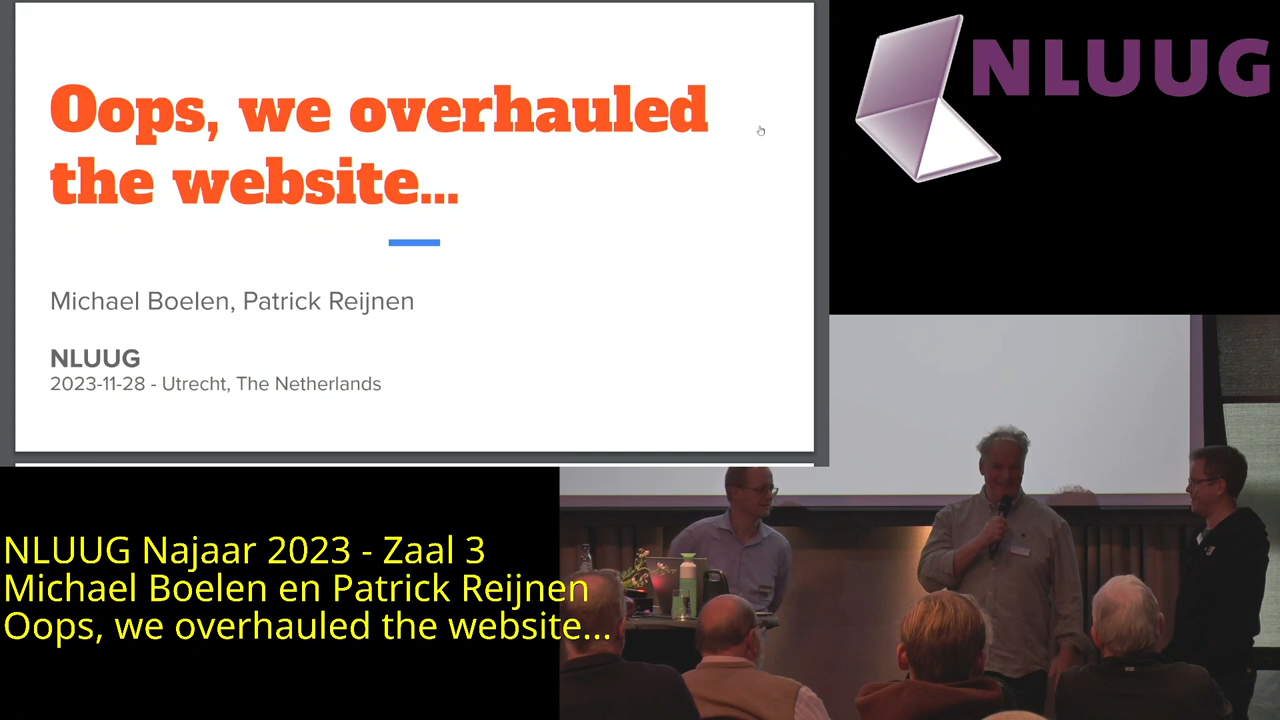 Oops, we overhauled
the website...
Michael Boelen, Patrick Reijnen
NLUUG
2023-11-28 - Utrecht, The Netherlands
NLUUG
NLUUG Najaar 2023 - Zaal 3
Michael Boelen en Patrick Reijnen
Oops, we overhauled the website...